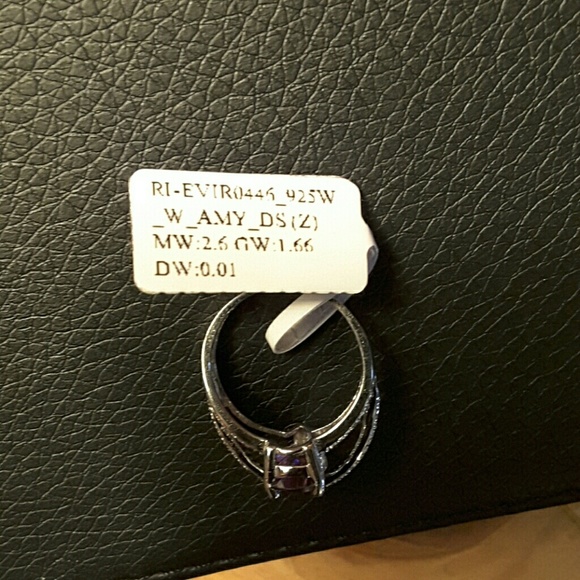 RI-EVIR0446_925W
_W_AMY_DS(Z)
MW:2.6 GW:1.66
DW:0.01